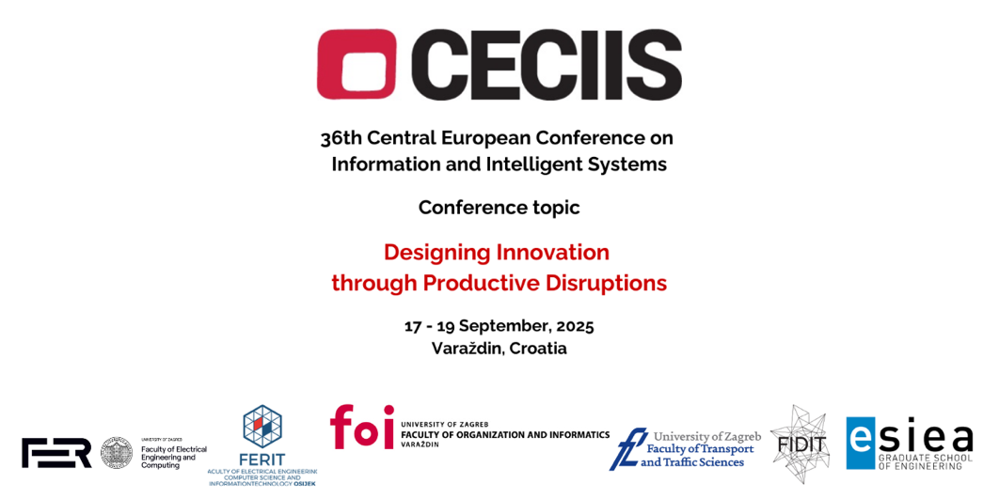 CECIIS
36th Central European Conference on
Information and Intelligent Systems
Conference topic
Designing Innovation
through Productive Disruptions
17 - 19 September, 2025
Varaždin, Croatia
FER
UNIVERSITY OF ZAGREB
Faculty of Electrical
Engineering and
Computing
FERIT
ACULTY OF ELECTRICAL ENGINEERING
COMPUTER SCIENCE AND
INFORMATIONTECHNOLOGY OSIJEK
foi
UNIVERSITY OF ZAGREB
FACULTY OF ORGANIZATION AND INFORMATICS
VARAŽDIN
University of Zagreb
Faculty of Transport
and Traffic Sciences
FIDIT
esiea
GRADUATE SCHOOL
OF ENGINEERING